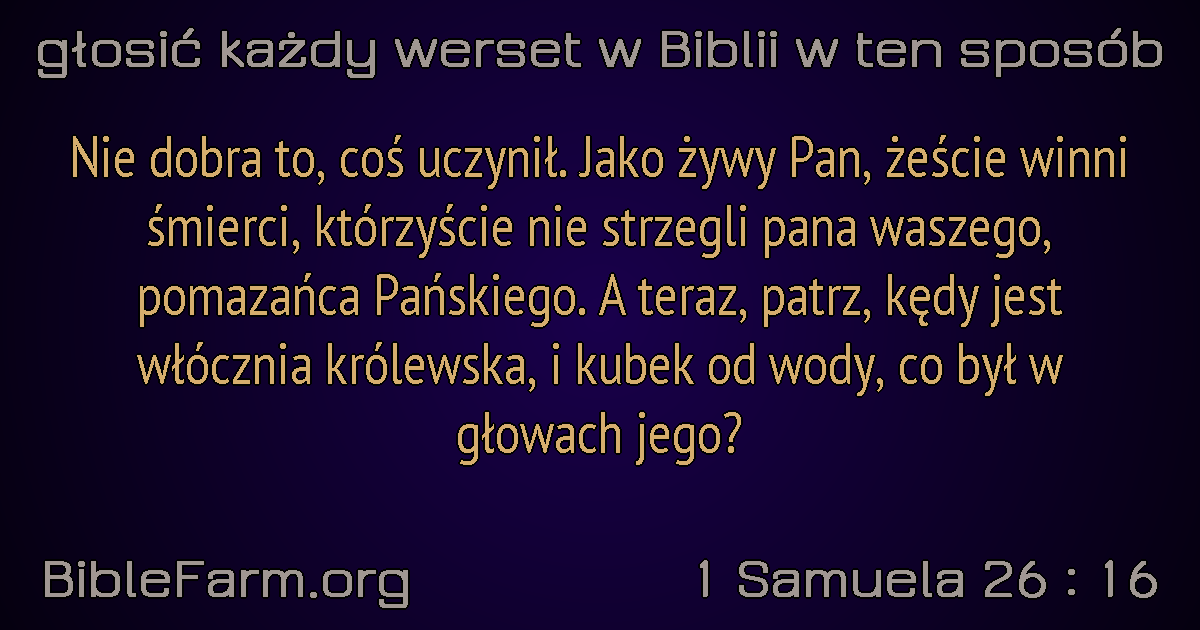 głosić każdy werset w Biblii w ten sposób
Nie dobra to, coś uczynił. Jako żywy Pan, żeście winni
śmierci, którzyście nie strzegli pana waszego,
pomazańca Pańskiego. A teraz, patrz, kędy jest
włócznia królewska, i kubek od wody, co był w
głowach jego?
BibleFarm.org
1 Samuela 26 : 16